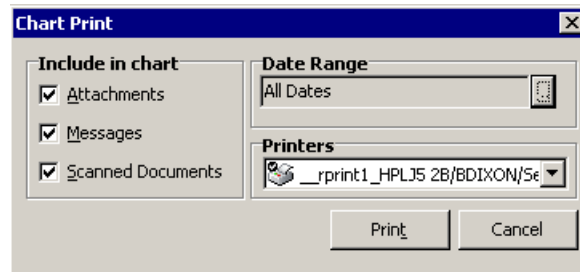 Chart Print
Include in chart
Attachments
Messages
Scanned Documents
Date Range
All Dates
Printers
__rprint1_HPLJ5 2B/BDIXON/Se
Print
Cancel